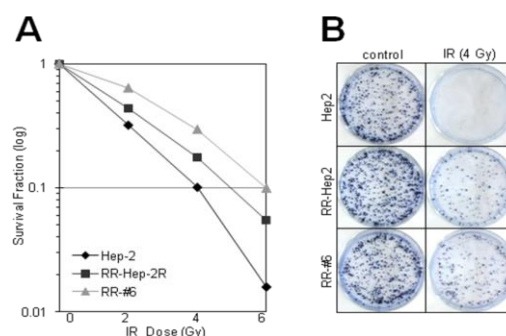 A
1
0.1
0.01
Survival Fraction (log)
Hep-2
RR-Hep-2R
RR-#6
0 2 4 6
IR Dose (Gy)
B
control IR (4 Gy)
Hep2
RR-Hep2
RR-#6